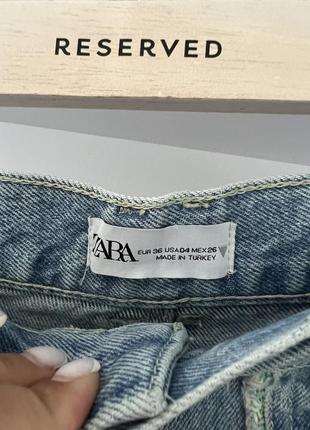 RESERVED
ZARA
EUR 36 USA 04 MEX 26
MADE IN TURKEY